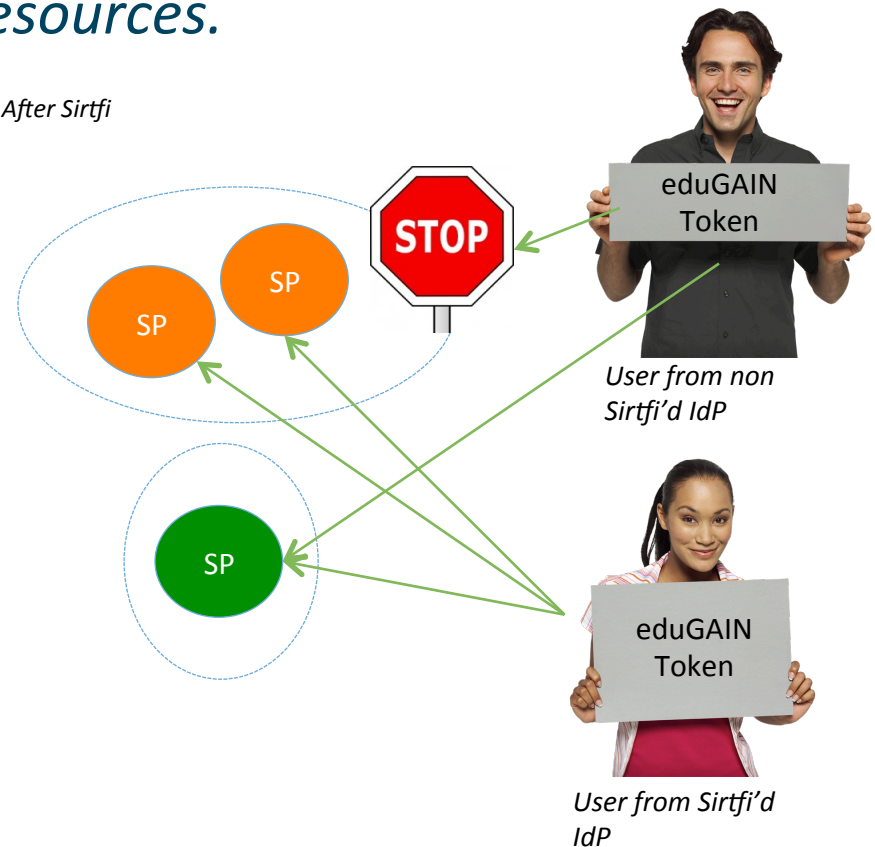 esources.
After Sirtfi
STOP
eduGAIN
Token
SP
SP
User from non
Sirtfi’d IdP
SP
eduGAIN
Token
User from Sirtfi’d
IdP